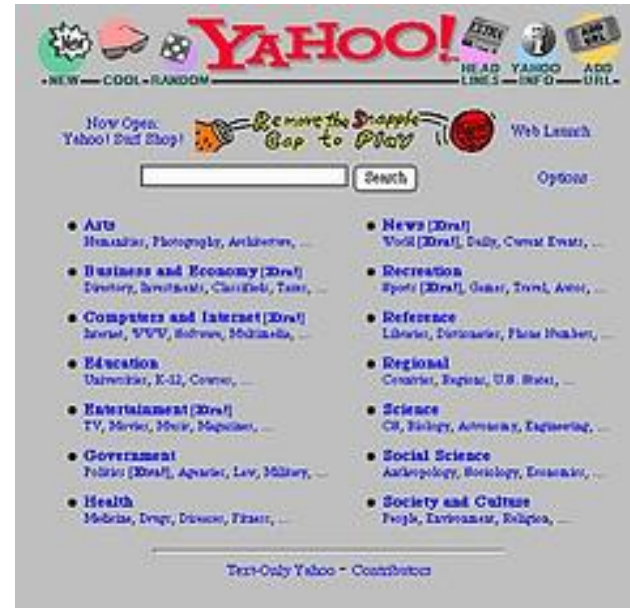 New
YAHOO!
EXTRA
i
ADD URL
NEW COOL RANDOM
HEAD LINES YAHOO INFO ADD URL
Now Open:
Yahoo! Surf Shop!
Remove the Snapple
Cap to Play
Web Launch
Search
Options
Arts
Humanities, Photography, Architecture, ...
Business and Economy [Xtra!]
Directory, Investments, Classifieds, Taxes, ...
Computers and Internet [Xtra!]
Internet, WWW, Software, Multimedia, ...
Education
Universities, K-12, Courses, ...
Entertainment [Xtra!]
TV, Movies, Music, Magazines, ...
Government
Politics [Xtra!], Agencies, Law, Military, ...
Health
Medicine, Drugs, Diseases, Fitness, ...
News [Xtra!]
World [Xtra!], Daily, Current Events, ...
Recreation
Sports [Xtra!], Games, Travel, Autos, ...
Reference
Libraries, Dictionaries, Phone Numbers, ...
Regional
Countries, Regions, U.S. States, ...
Science
CS, Biology, Astronomy, Engineering, ...
Social Science
Anthropology, Sociology, Economics, ...
Society and Culture
People, Environment, Religion, ...
Text-Only Yahoo - Contributors